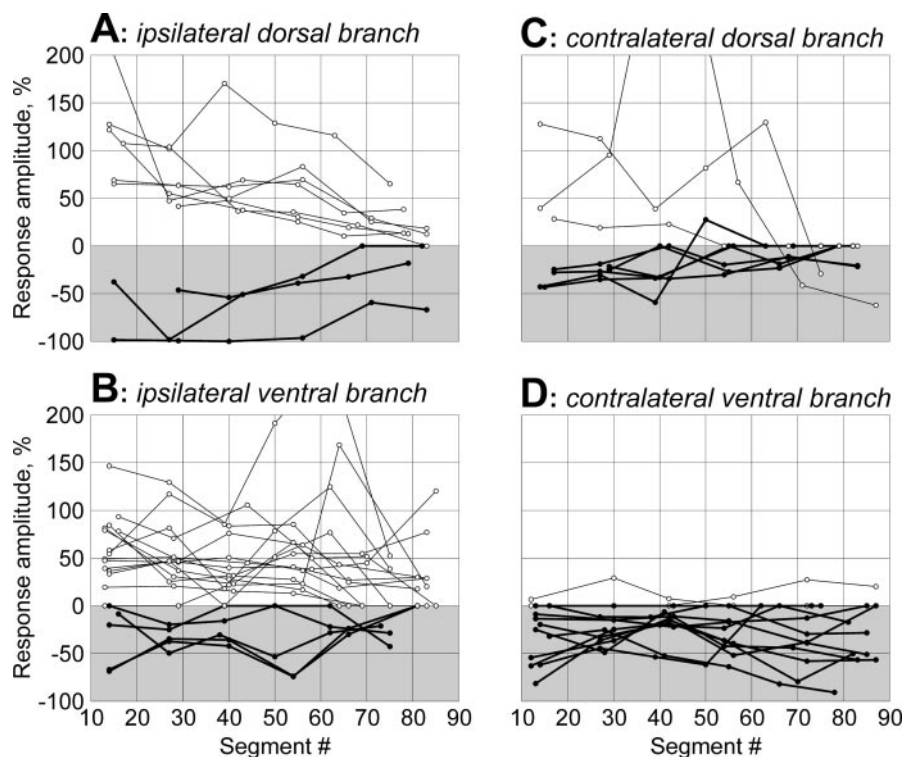 A: ipsilateral dorsal branch
C: contralateral dorsal branch
Response amplitude, %
200
150
100
50
0
-50
-100
B: ipsilateral ventral branch
D: contralateral ventral branch
Response amplitude, %
200
150
100
50
0
-50
-100
10 20 30 40 50 60 70 80 90
10 20 30 40 50 60 70 80 90
Segment #
Segment #